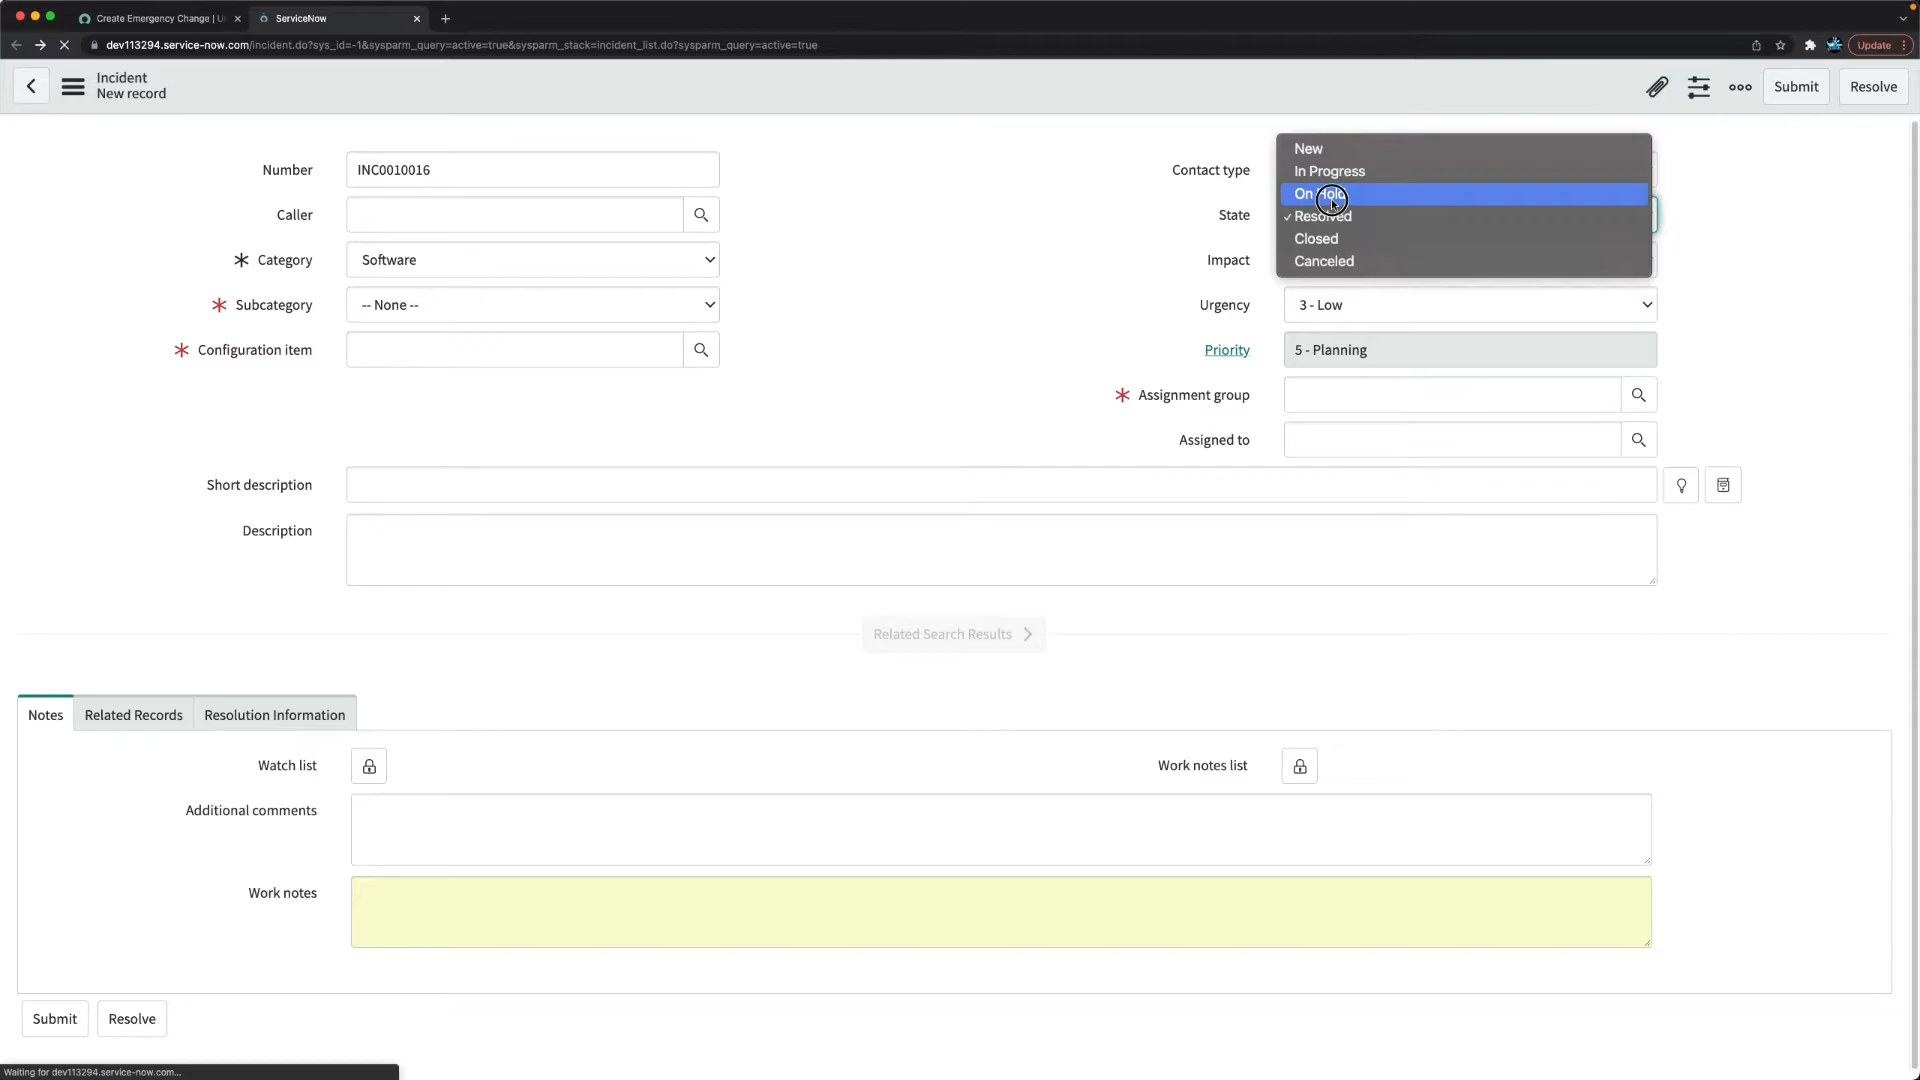 Create Emergency Change | U
ServiceNow
dev113294.service-now.com/incident.do?sys_id=-1&sysparm_query=active=true&sysparm_stack=incident_list.do?sysparm_query=active=true
Update
Incident
New record
Submit
Resolve
Number
INC0010016
Contact type
New
In Progress
On Hold
Resolved
Closed
Canceled
Caller
State
Category
Software
Impact
Subcategory
-- None --
Urgency
3 - Low
Configuration item
Priority
5 - Planning
Assignment group
Assigned to
Short description
Description
Related Search Results
Notes
Related Records
Resolution Information
Watch list
Work notes list
Additional comments
Work notes
Submit
Resolve
Waiting for dev113294.service-now.com...